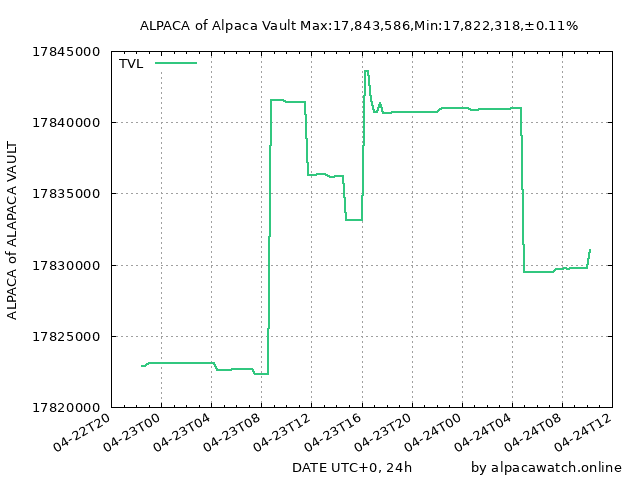 ALPACA of Alpaca Vault Max:17,843,586,Min:17,822,318,±0.11%
TVL
17845000
17840000
17835000
17830000
17825000
17820000
ALPACA of ALAPACA VAULT
04-22T20
04-23T00
04-23T04
04-23T08
04-23T12
04-23T16
04-23T20
04-24T00
04-24T04
04-24T08
04-24T12
DATE UTC+0, 24h
by alpacawatch.online